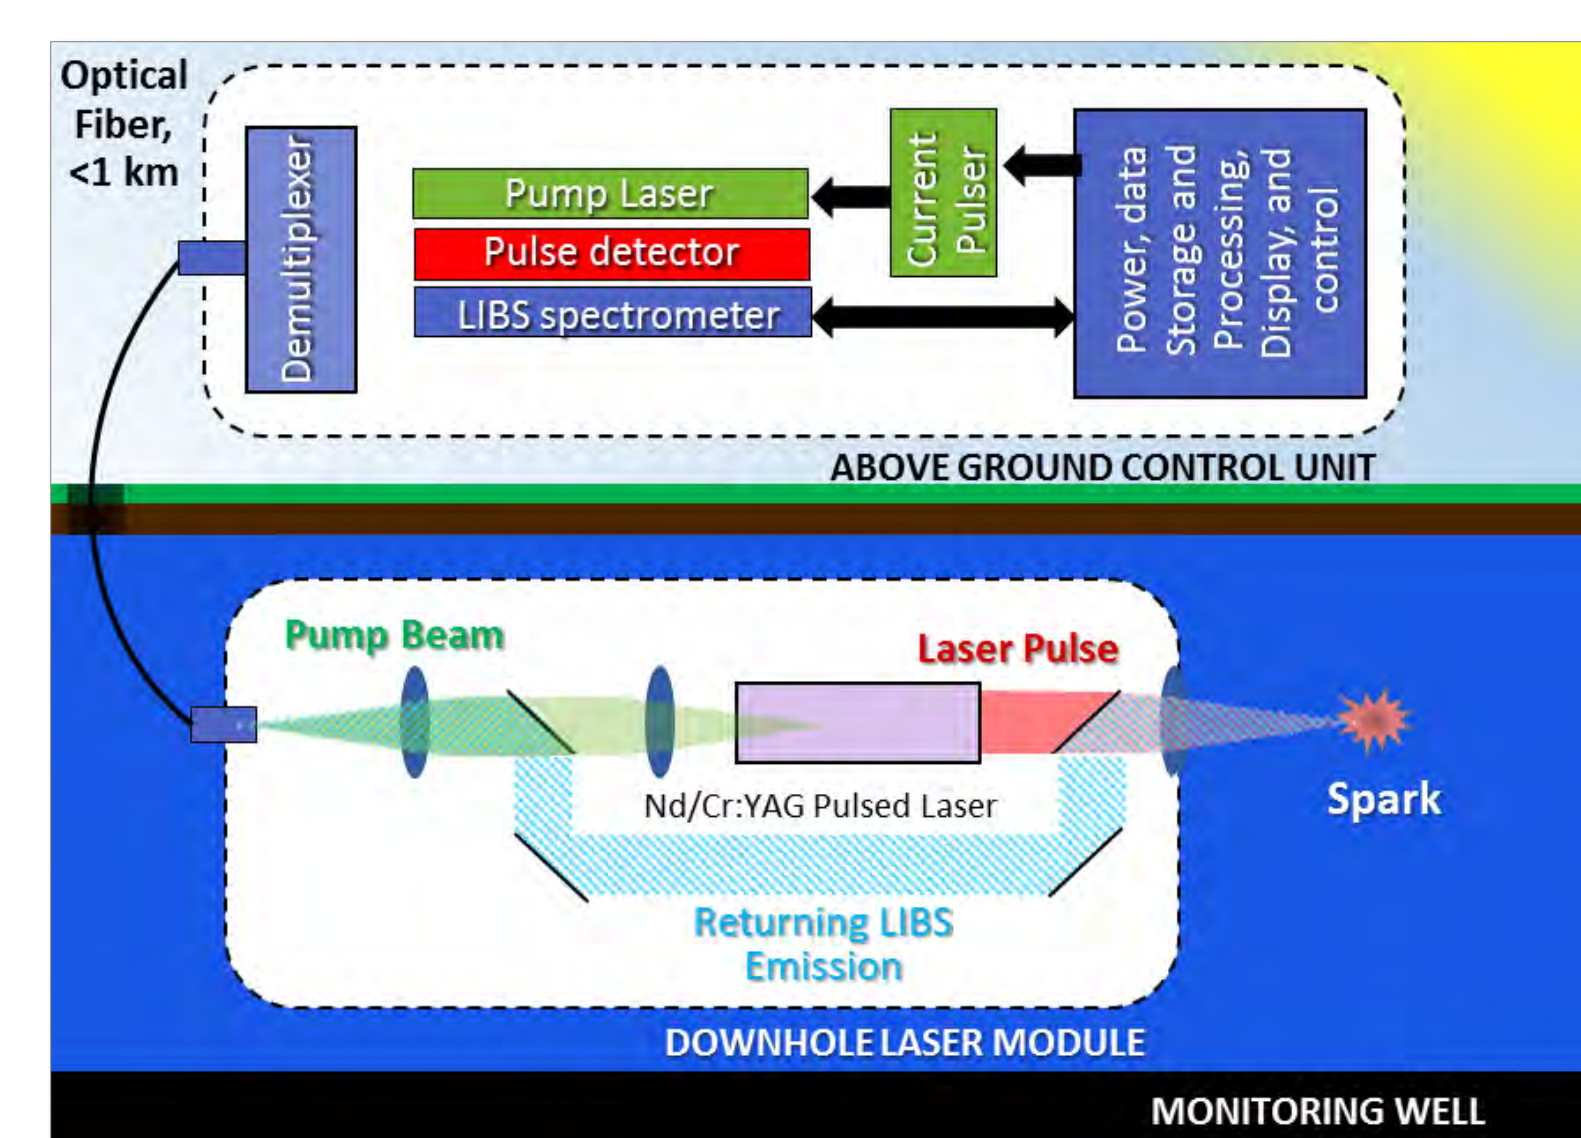 Optical
Fiber,
<1 km
Demultiplexer
Pump Laser
Pulse detector
LIBS spectrometer
Current
Pulser
Power, data
Storage and
Processing,
Display, and
control
ABOVE GROUND CONTROL UNIT
Pump Beam
Laser Pulse
Nd/Cr:YAG Pulsed Laser
Spark
Returning LIBS
Emission
DOWNHOLE LASER MODULE
MONITORING WELL